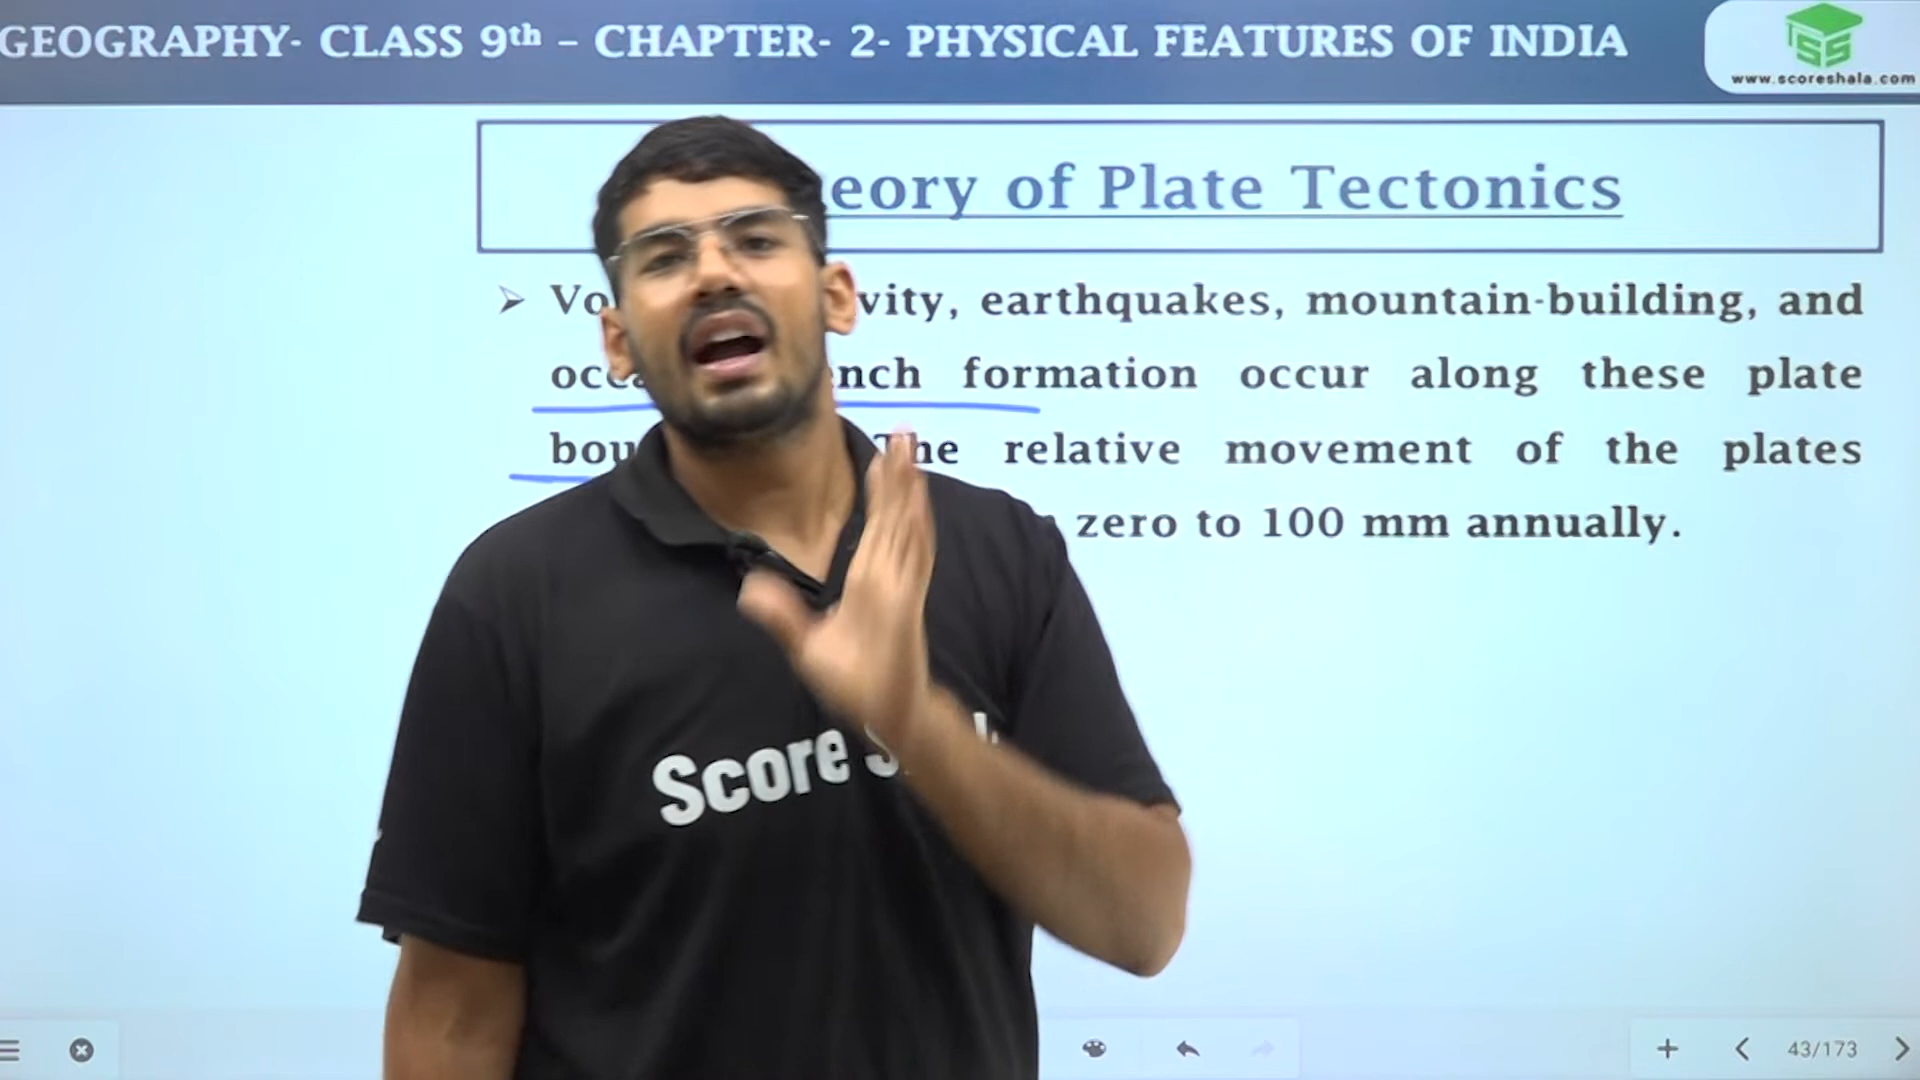 GEOGRAPHY- CLASS 9th – CHAPTER- 2- PHYSICAL FEATURES OF INDIA
SS
www.scoreshala.com
eory of Plate Tectonics
➢ Vo vity, earthquakes, mountain-building, and
occ nch formation occur along these plate
bou The relative movement of the plates
zero to 100 mm annually.
Score
43/173